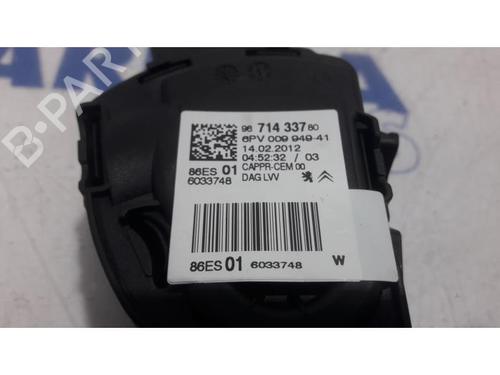 96 714 337 80
6PV 009 949-41
14.02.2012
04:52:32 / 03
86ES 01 CAPPR-CEM 00
6033748 DAG LVV
86ES 01 6033748 W